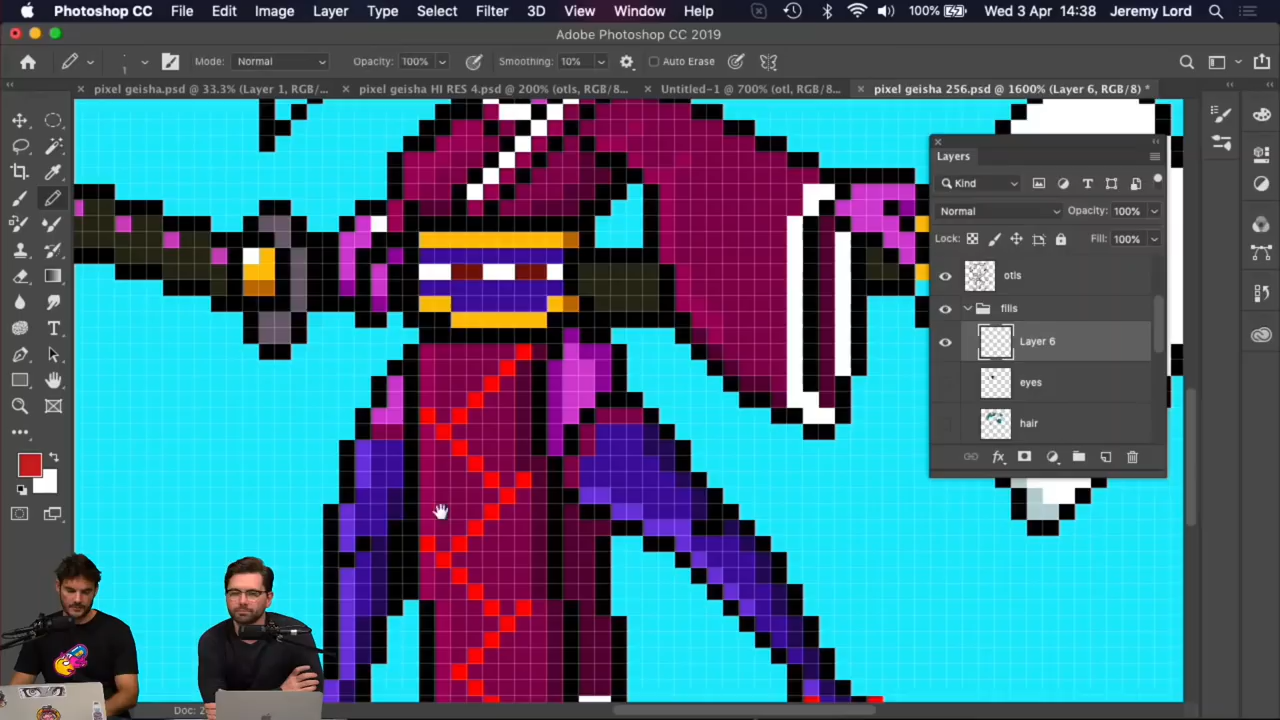 Photoshop CC File Edit Image Layer Type Select Filter 3D View Window Help 100% Wed 3 Apr 14:38 Jeremy Lord
Adobe Photoshop CC 2019
1 Mode: Normal Opacity: 100% Smoothing: 10% Auto Erase
pixel geisha.psd @ 33.3% (Layer 1, RGB/... pixel geisha HI RES 4.psd @ 200% (otls, RGB/8... Untitled-1 @ 700% (otl, RGB/8... pixel geisha 256.psd @ 1600% (Layer 6, RGB/8) *
Layers
Kind
Normal Opacity: 100%
Lock: Fill: 100%
otls
fills
Layer 6
eyes
hair
fx
Doc: